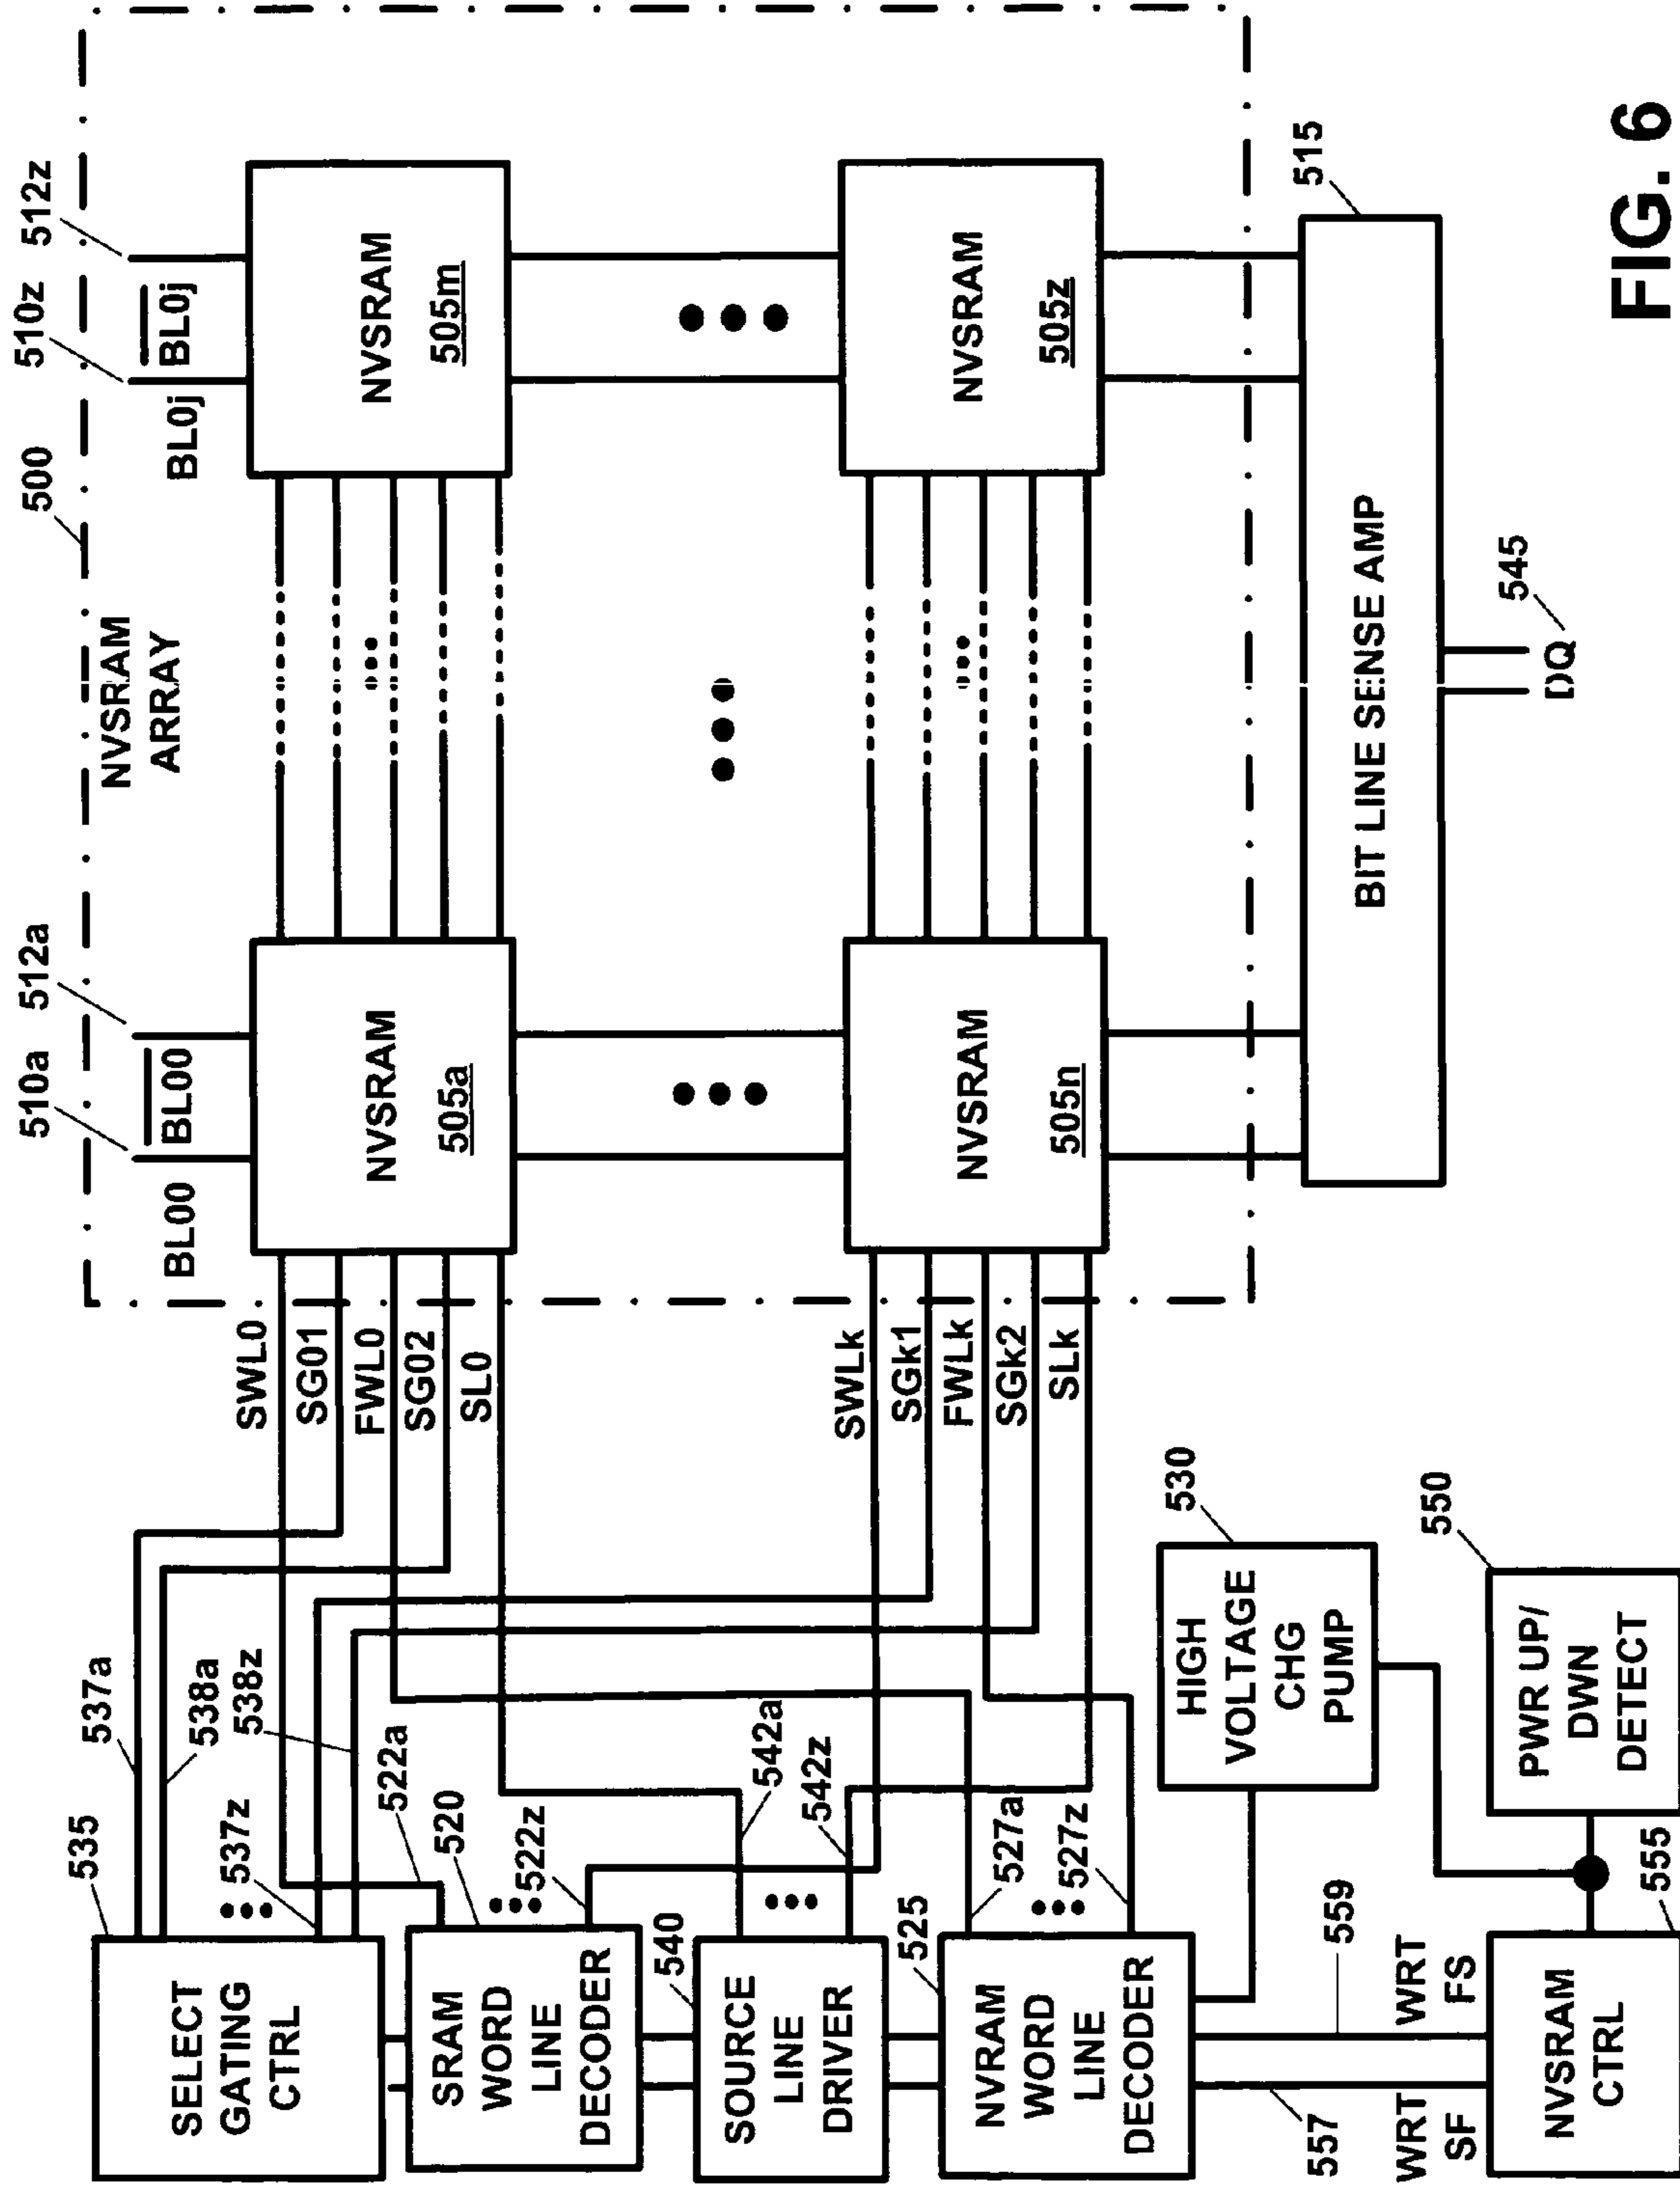 500
NVSRAM
ARRAY
510a
512a
510z
512z
BL00
BL00
BL0j
BL0j
535
SELECT
GATING
CTRL
537a
538a
537z
538z
SWL0
SG01
FWL0
SG02
SL0
NVSRAM
505a
NVSRAM
505m
522a
520
SRAM
WORD
LINE
DECODER
522z
540
SOURCE
LINE
DRIVER
542a
542z
SWLk
SGk1
FWLk
SGk2
SLk
NVSRAM
505n
NVSRAM
505z
525
NVRAM
WORD
LINE
DECODER
527a
527z
530
HIGH
VOLTAGE
CHG
PUMP
515
BIT LINE SENSE AMP
557
WRT
SF
559
WRT
FS
555
NVSRAM
CTRL
550
PWR UP/
DWN
DETECT
DQ
545
FIG. 6